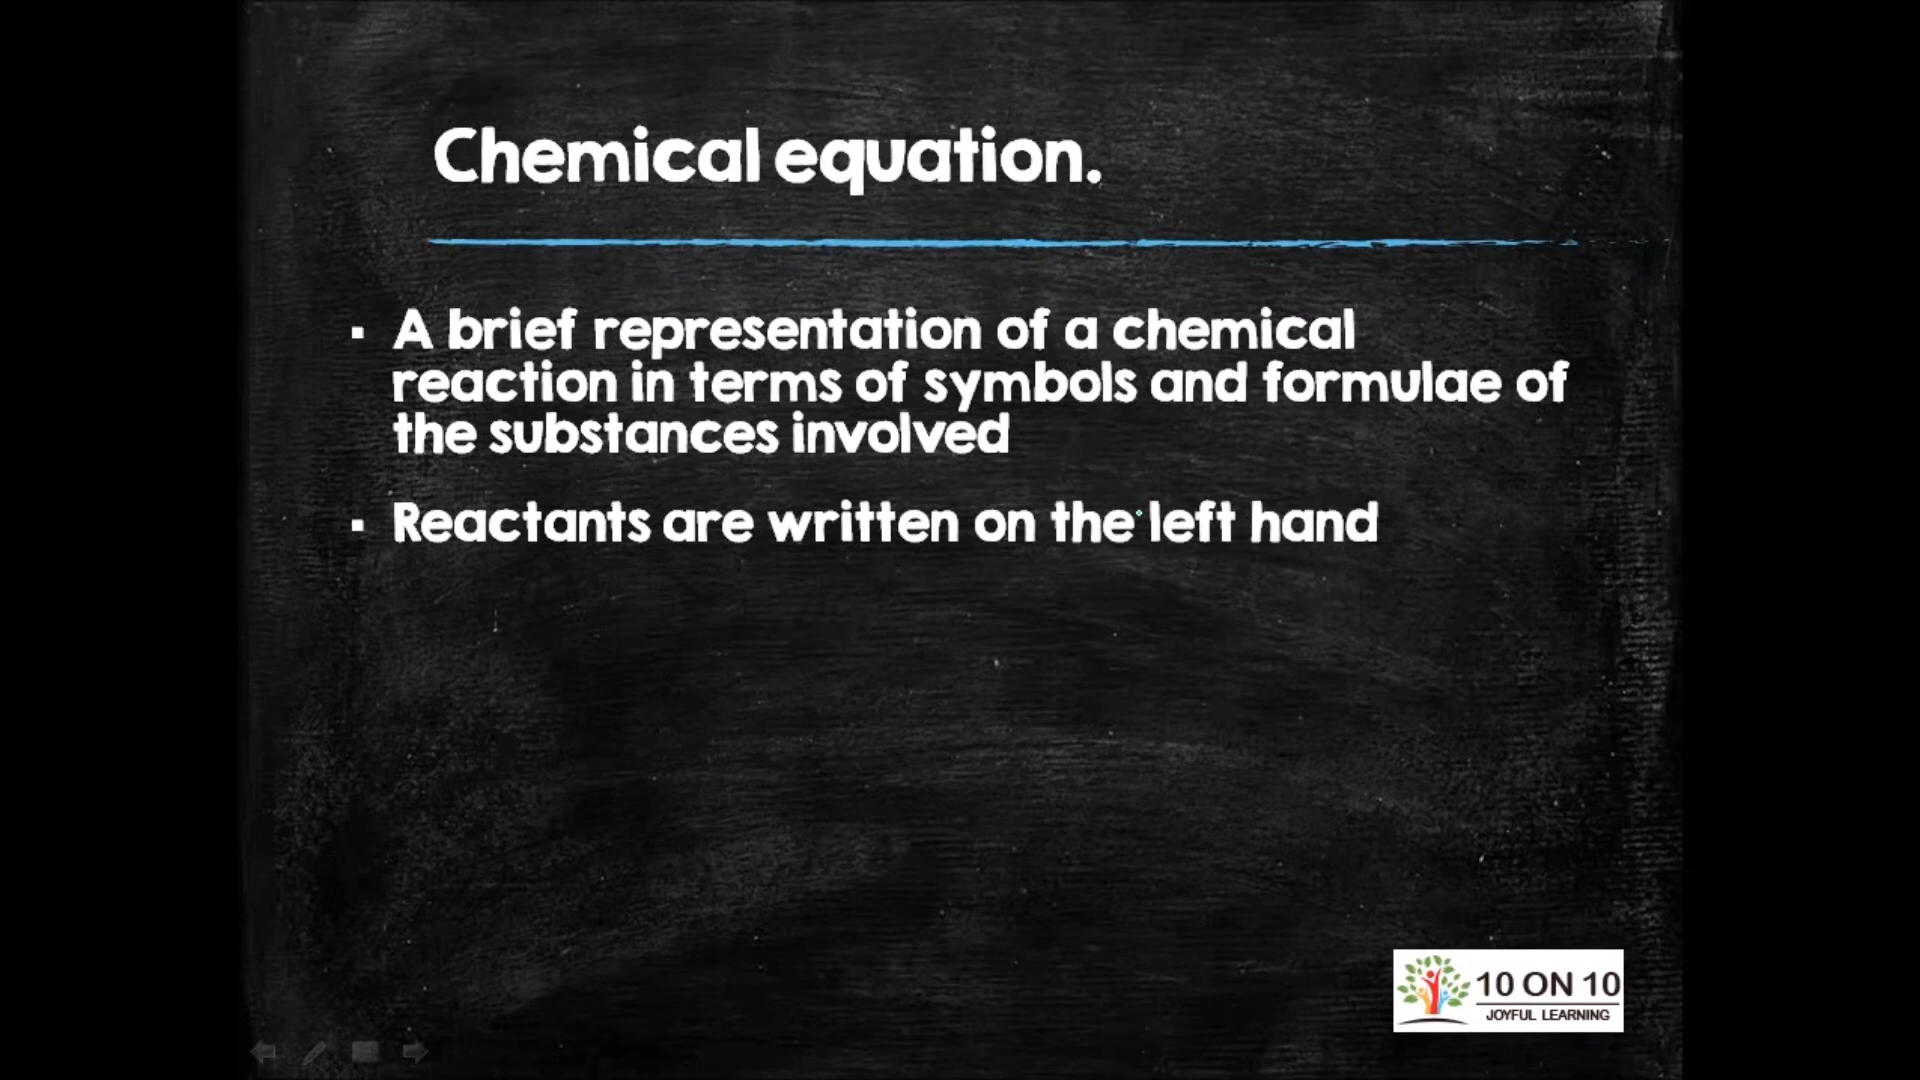 Chemical equation.
▪ A brief representation of a chemical
reaction in terms of symbols and formulae of
the substances involved
▪ Reactants are written on the left hand
10 ON 10
JOYFUL LEARNING